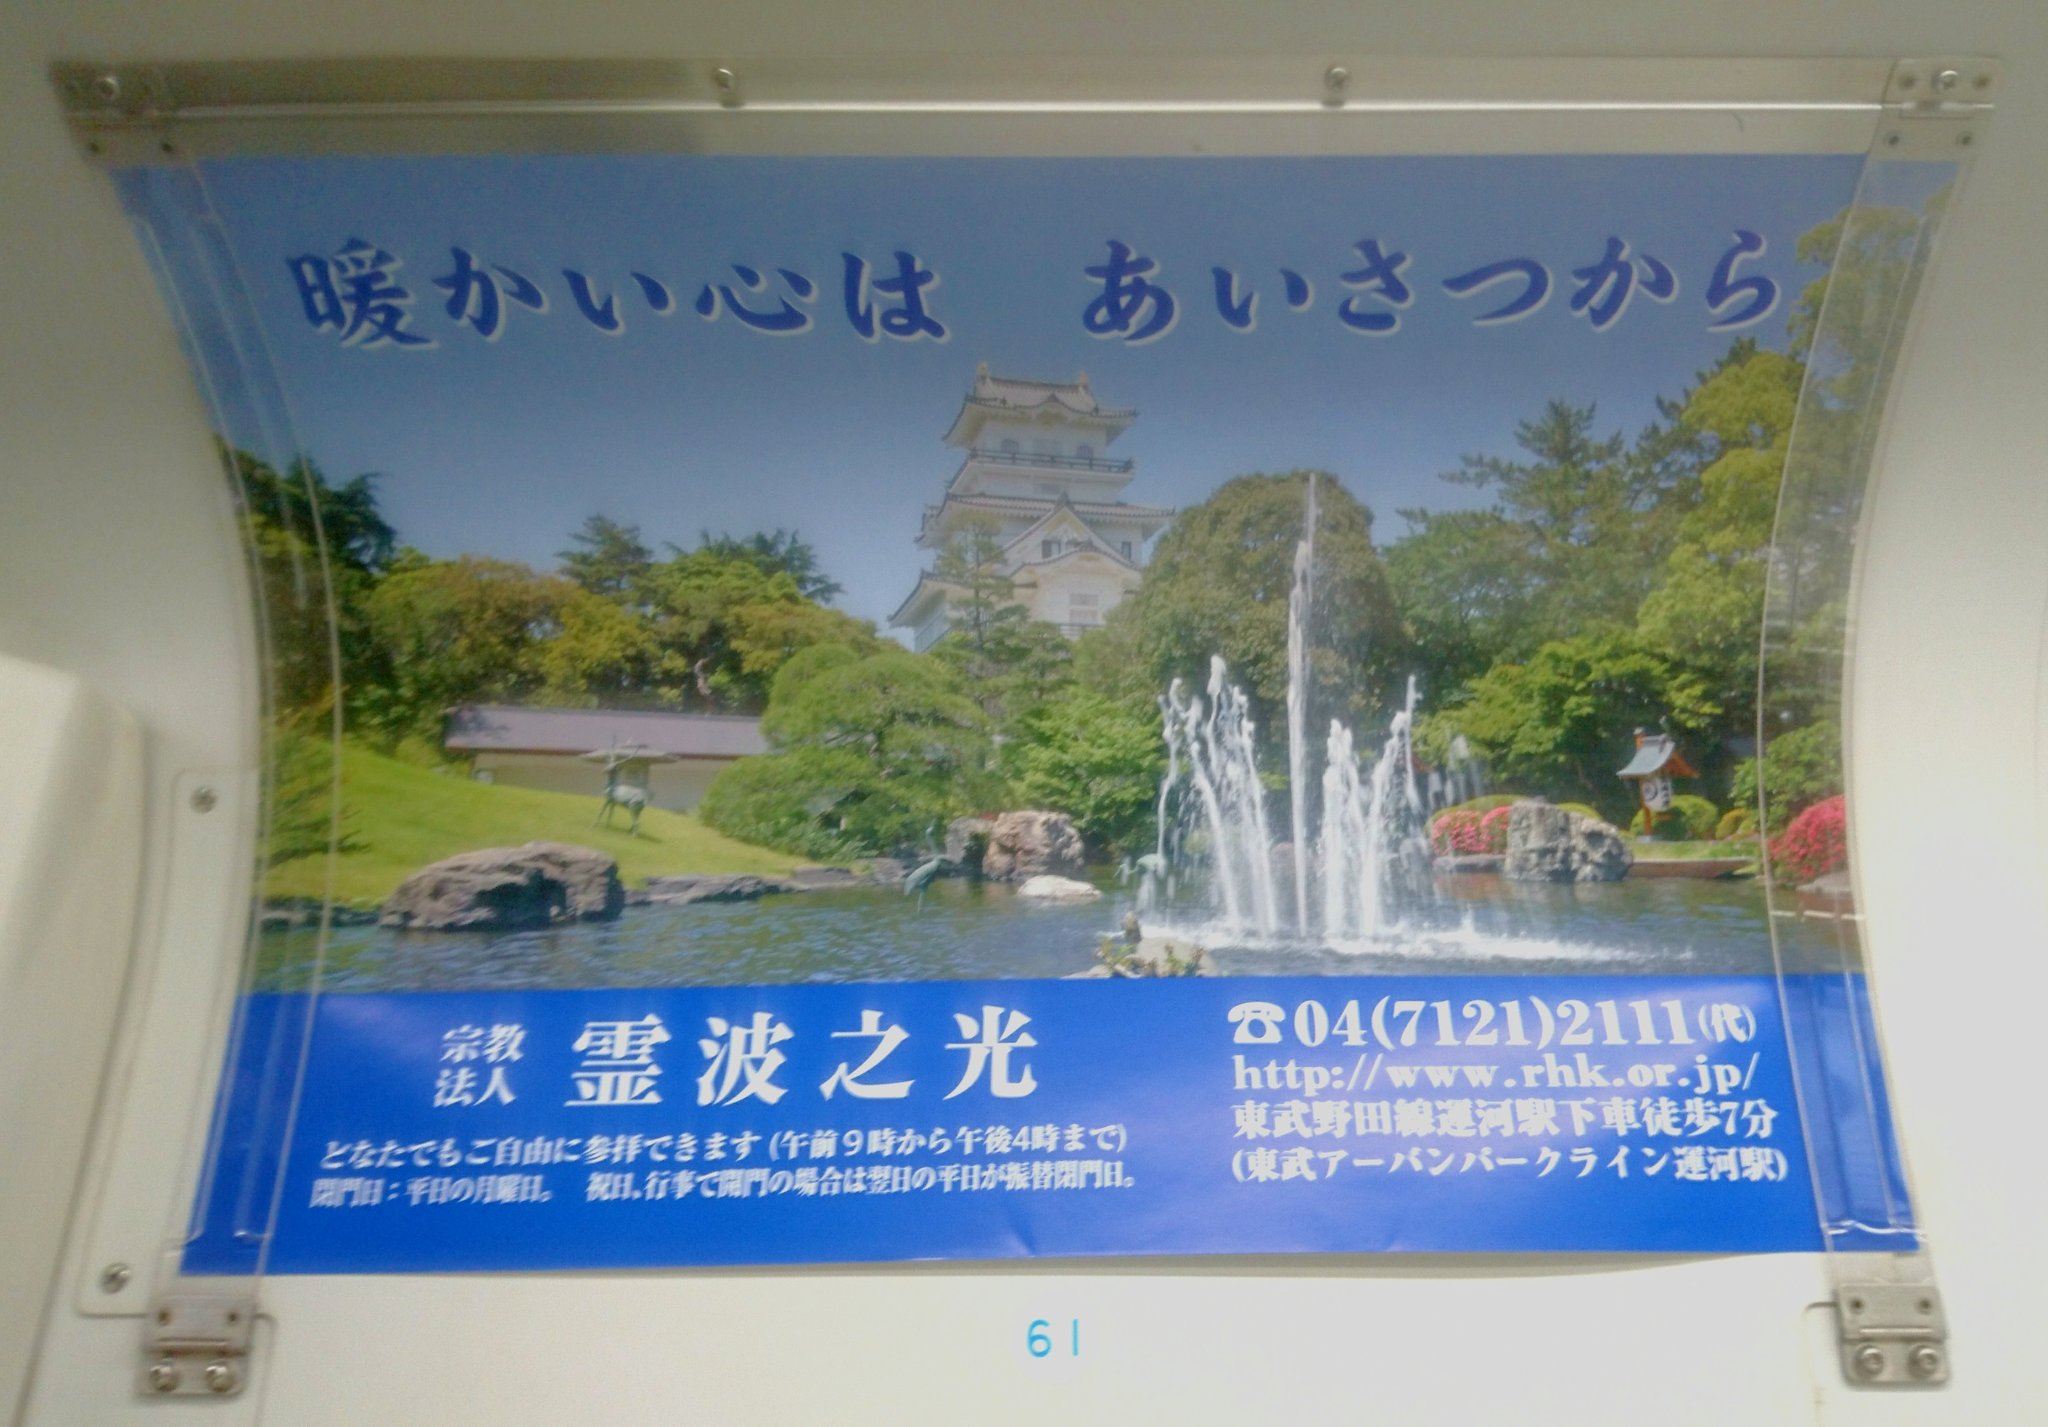 暖かい心は　あいさつから
宗教
法人
霊波之光
どなたでもご自由に参拝できます(午前9時から午後4時まで)
閉門日：平日の月曜日。　祝日、行事で開門の場合は翌日の平日が振替閉門日。
☎04(7121)2111(代)
http://www.rhk.or.jp/
東武野田線運河駅下車徒歩7分
(東武アーバンパークライン運河駅)
61